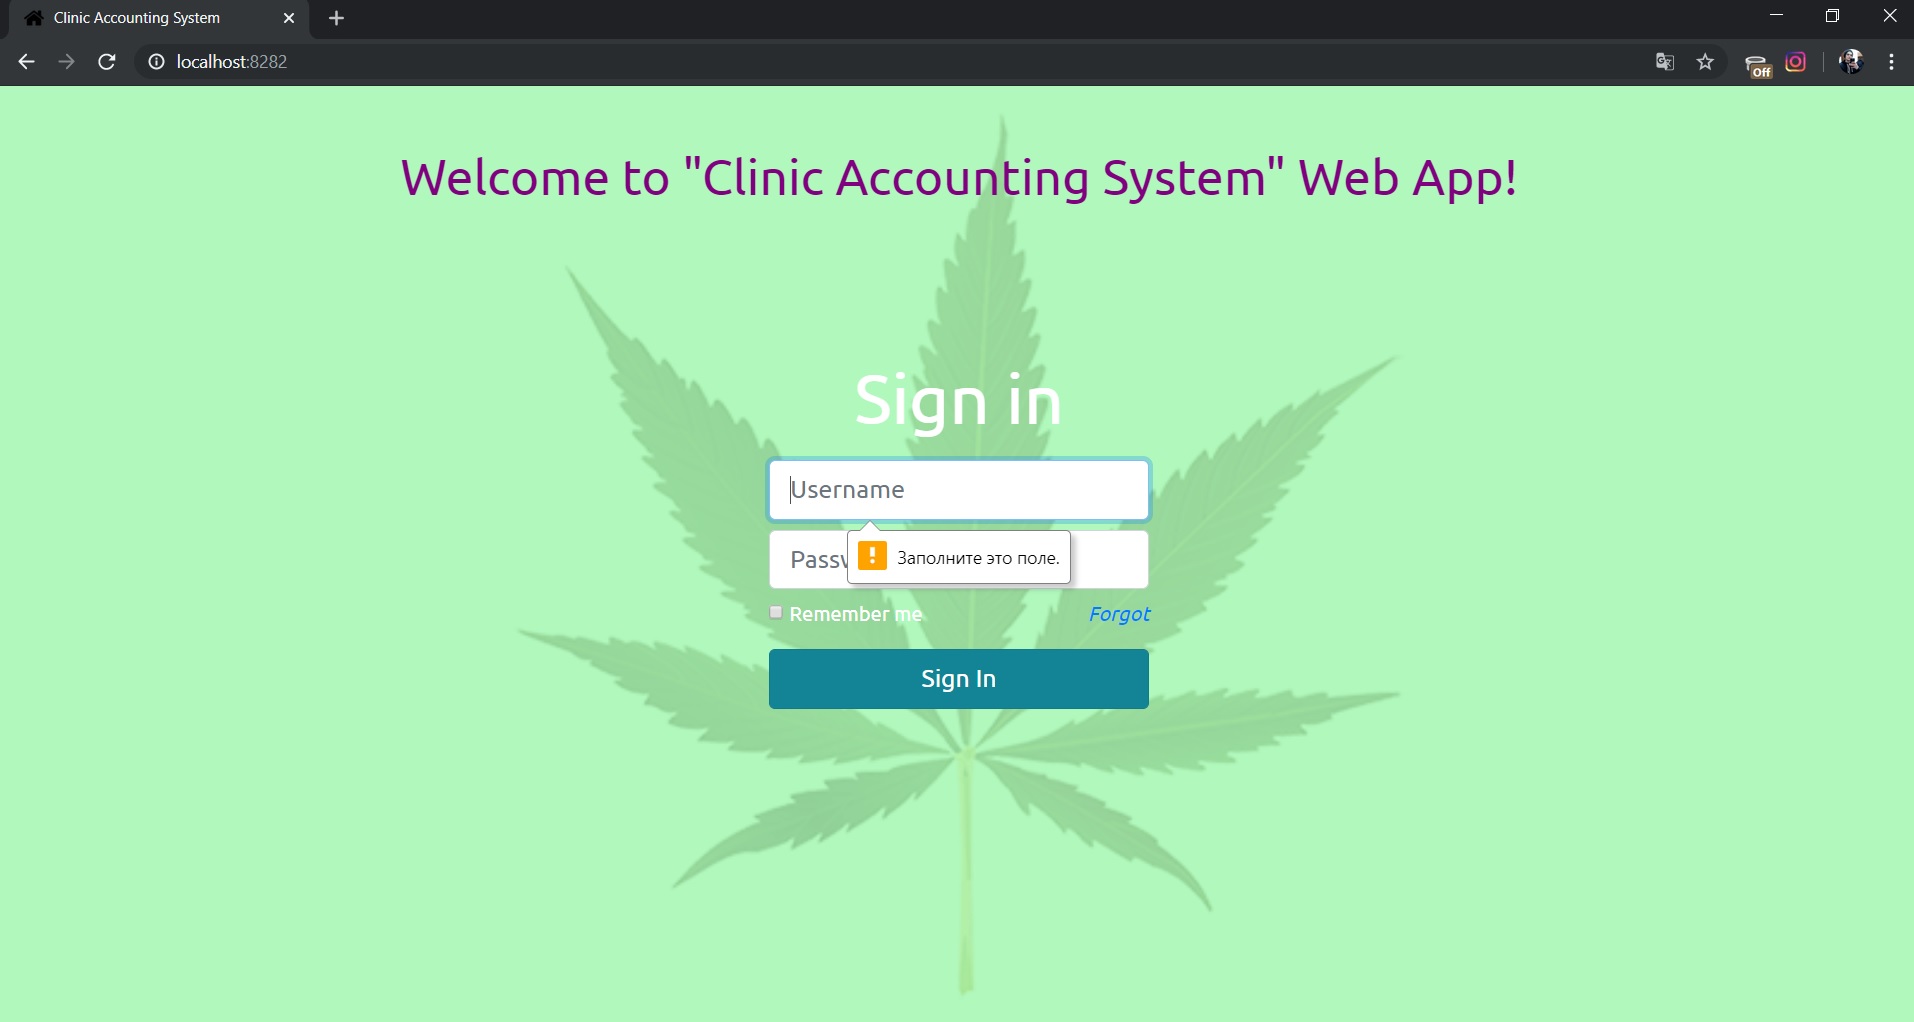 Clinic Accounting System
localhost:8282
Off
Welcome to "Clinic Accounting System" Web App!
Sign in
Username
Заполните это поле.
Remember me
Forgot
Sign In